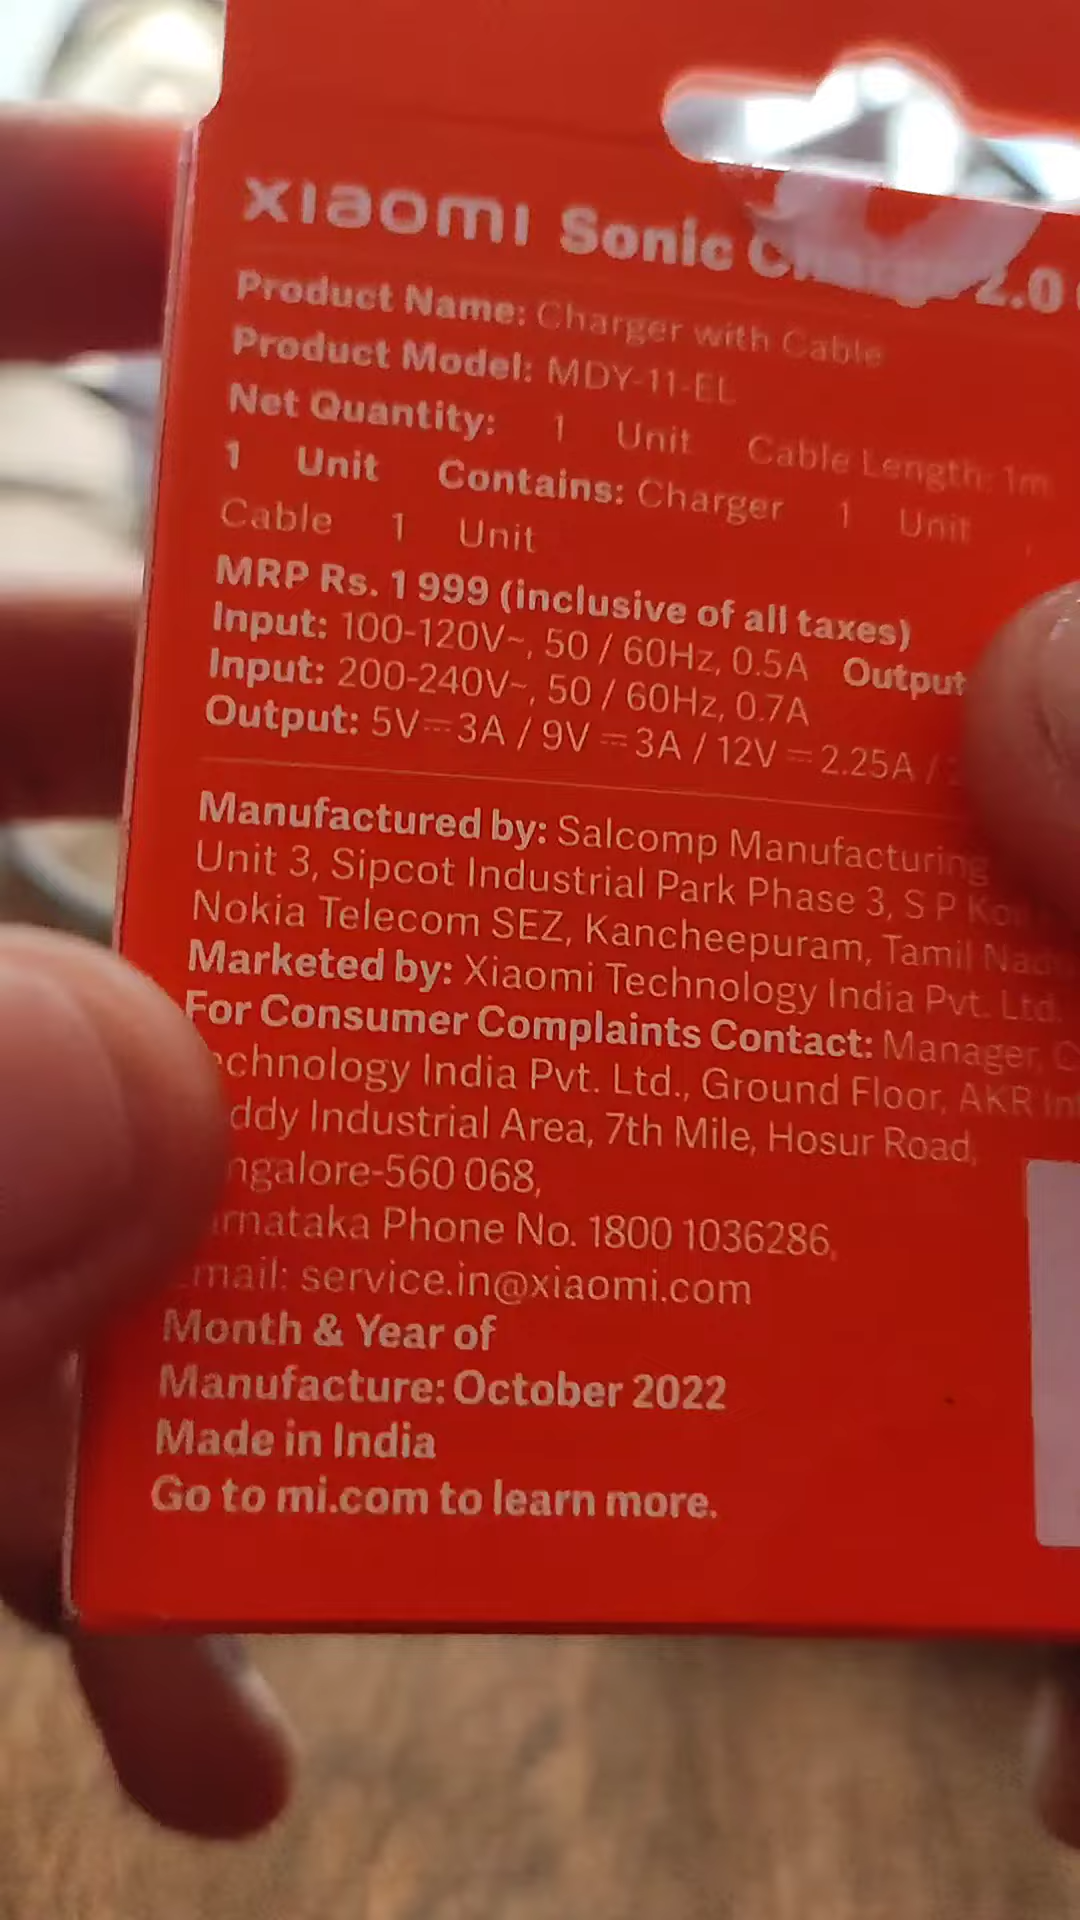 xiaomi Sonic Charge 2.0
Product Name: Charger with Cable
Product Model: MDY-11-EL
Net Quantity: 1 Unit Cable Length: 1m
1 Unit Contains: Charger 1 Unit
Cable 1 Unit
MRP Rs. 1 999 (inclusive of all taxes)
Input: 100-120V~, 50 / 60Hz, 0.5A Output
Input: 200-240V~, 50 / 60Hz, 0.7A
Output: 5V⎓3A / 9V⎓3A / 12V⎓2.25A /
Manufactured by: Salcomp Manufacturing
Unit 3, Sipcot Industrial Park Phase 3, S P
Nokia Telecom SEZ, Kancheepuram, Tamil
Marketed by: Xiaomi Technology India Pvt. Ltd.
For Consumer Complaints Contact: Manager,
echnology India Pvt. Ltd., Ground Floor, AKR
ddy Industrial Area, 7th Mile, Hosur Road,
ngalore-560 068,
rnataka Phone No. 1800 1036286,
mail: service.in@xiaomi.com
Month & Year of
Manufacture: October 2022
Made in India
Go to mi.com to learn more.